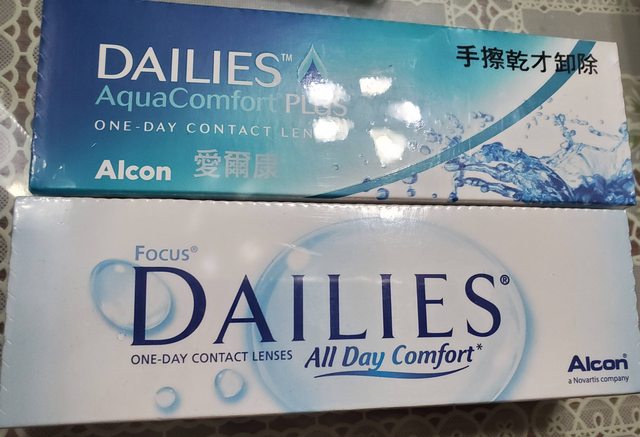 DAILIES™
手擦乾才卸除
AquaComfort PLUS
ONE-DAY CONTACT LENSES
Alcon 愛爾康
FOCUS®
DAILIES®
ONE-DAY CONTACT LENSES All Day Comfort*
Alcon®
a Novartis company